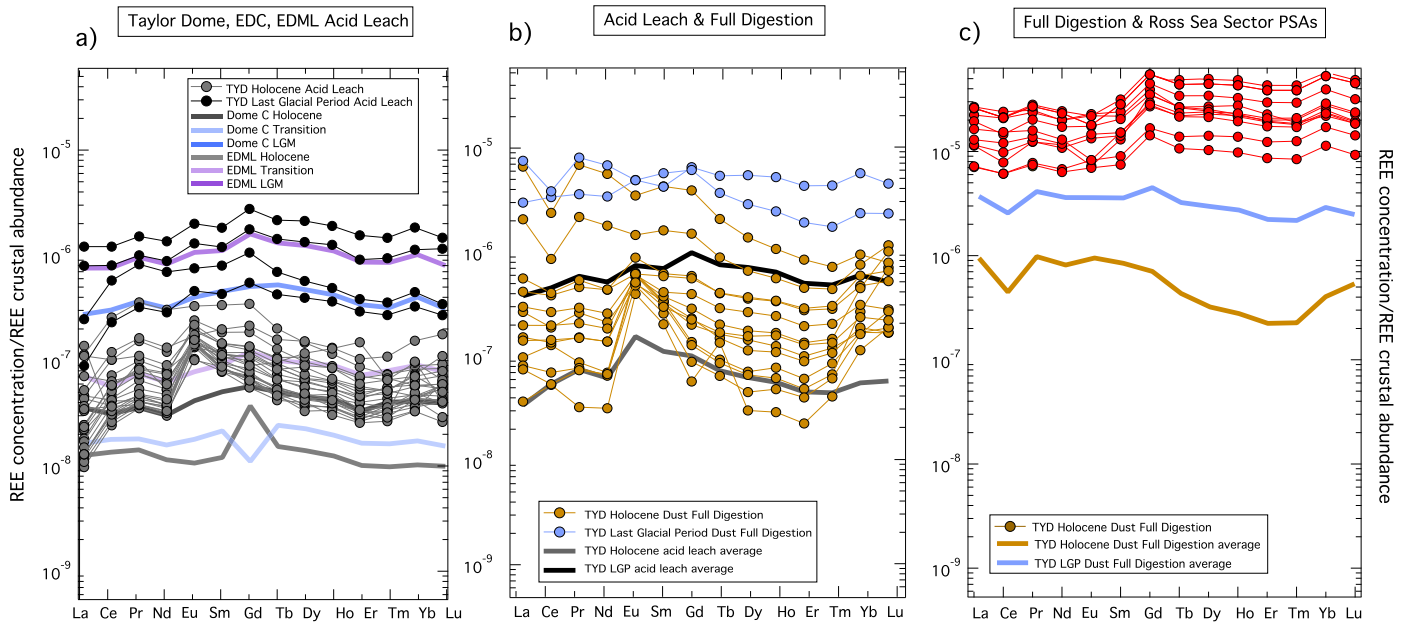 Taylor Dome, EDC, EDML Acid Leach
Acid Leach & Full Digestion
Full Digestion & Ross Sea Sector PSAs
a)
b)
c)
REE concentration/REE crustal abundance
10-5
10-6
10-7
10-8
10-9
TYD Holocene Acid Leach
TYD Last Glacial Period Acid Leach
Dome C Holocene
Dome C Transition
Dome C LGM
EDML Holocene
EDML Transition
EDML LGM
La Ce Pr Nd Eu Sm Gd Tb Dy Ho Er Tm Yb Lu
10-5
10-6
10-7
10-8
10-9
TYD Holocene Dust Full Digestion
TYD Last Glacial Period Dust Full Digestion
TYD Holocene acid leach average
TYD LGP acid leach average
La Ce Pr Nd Eu Sm Gd Tb Dy Ho Er Tm Yb Lu
10-5
10-6
10-7
10-8
10-9
TYD Holocene Dust Full Digestion
TYD Holocene Dust Full Digestion average
TYD LGP Dust Full Digestion average
La Ce Pr Nd Eu Sm Gd Tb Dy Ho Er Tm Yb Lu
REE concentration/REE crustal abundance